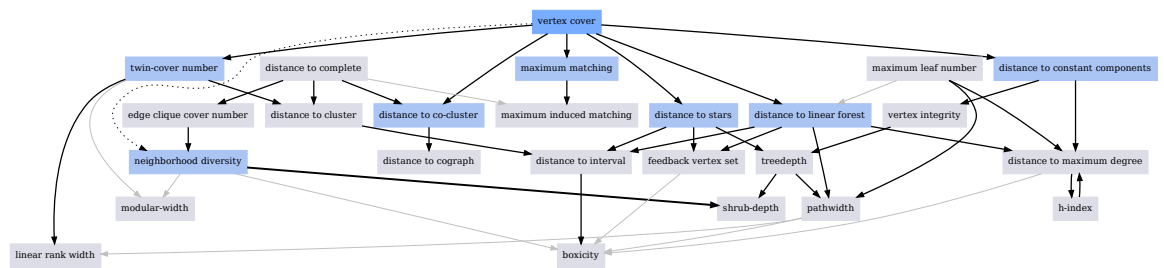 vertex cover
twin-cover number
distance to complete
maximum matching
maximum leaf number
distance to constant components
edge clique cover number
distance to cluster
distance to co-cluster
maximum induced matching
distance to stars
distance to linear forest
vertex integrity
neighborhood diversity
distance to cograph
distance to interval
feedback vertex set
treedepth
distance to maximum degree
modular-width
shrub-depth
pathwidth
h-index
linear rank width
boxicity